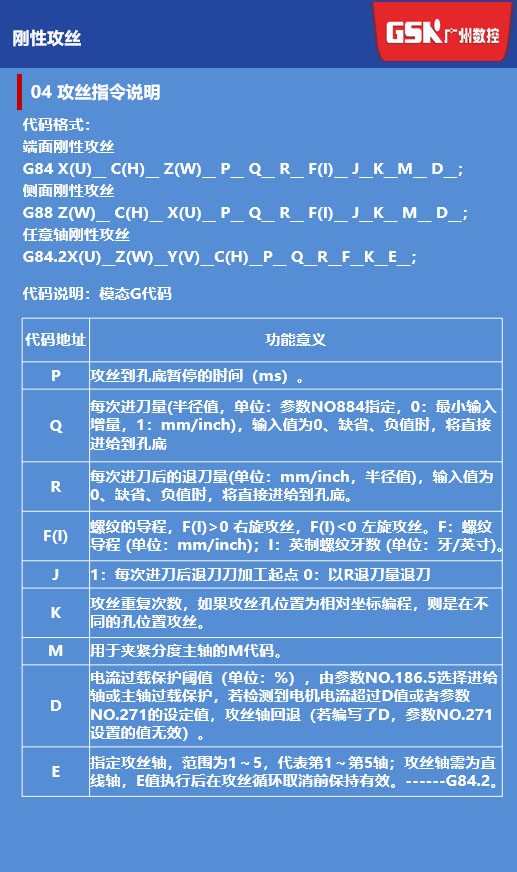 刚性攻丝
GSK广州数控
04 攻丝指令说明
代码格式：
端面刚性攻丝
G84 X(U)__ C(H)__ Z(W)__ P__ Q__ R__ F(I)__ J__K__M__ D__;
侧面刚性攻丝
G88 Z(W)__ C(H)__ X(U)__ P__ Q__ R__ F(I)__ J__K__ M__ D__;
任意轴刚性攻丝
G84.2X(U)__Z(W)__Y(V)__C(H)__P__ Q__R__F__K__E__;
代码说明：模态G代码
代码地址 功能意义
P 攻丝到孔底暂停的时间（ms）。
Q 每次进刀量(半径值，单位：参数NO884指定，0：最小输入
增量，1：mm/inch)，输入值为0、缺省、负值时，将直接
进给到孔底
R 每次进刀后的退刀量(单位：mm/inch，半径值)，输入值为
0、缺省、负值时，将直接进给到孔底。
F(I) 螺纹的导程，F(I)>0 右旋攻丝，F(I)<0 左旋攻丝。F：螺纹
导程 (单位：mm/inch)；I：英制螺纹牙数 (单位：牙/英寸)。
J 1：每次进刀后退刀刀加工起点 0：以R退刀量退刀
K 攻丝重复次数，如果攻丝孔位置为相对坐标编程，则是在不
同的孔位置攻丝。
M 用于夹紧分度主轴的M代码。
D 电流过载保护阈值（单位：%），由参数NO.186.5选择进给
轴或主轴过载保护，若检测到电机电流超过D值或者参数
NO.271的设定值，攻丝轴回退（若编写了D，参数NO.271
设置的值无效）。
E 指定攻丝轴，范围为1～5，代表第1～第5轴；攻丝轴需为直
线轴，E值执行后在攻丝循环取消前保持有效。------G84.2。